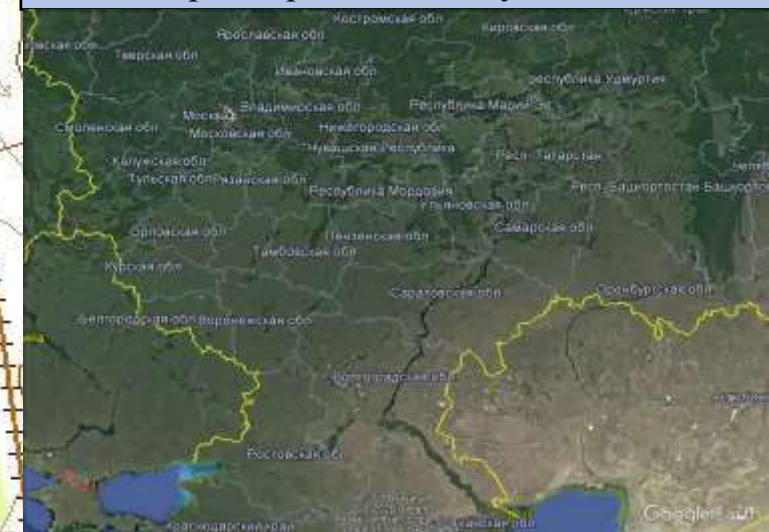 Костромская обл
Кировская обл
Ярославская обл
Тверская обл
Ивановская обл
республика Удмуртия
Владимирская обл
Москва
Республика Марий Эл
Смоленская обл
Московская обл
Нижегородская обл
Чувашская Республика
Респ. Татарстан
Калужская обл
Тульская обл Рязанская обл
Респ. Башкортостан
Республика Мордовия
Ульяновская обл
Самарская обл
Орловская обл
Пензенская обл
Тамбовская обл
Курская обл
Саратовская обл
Оренбургская обл
Белгородская обл Воронежская обл
Волгоградская обл
Ростовская обл
Краснодарский край
Google Earth